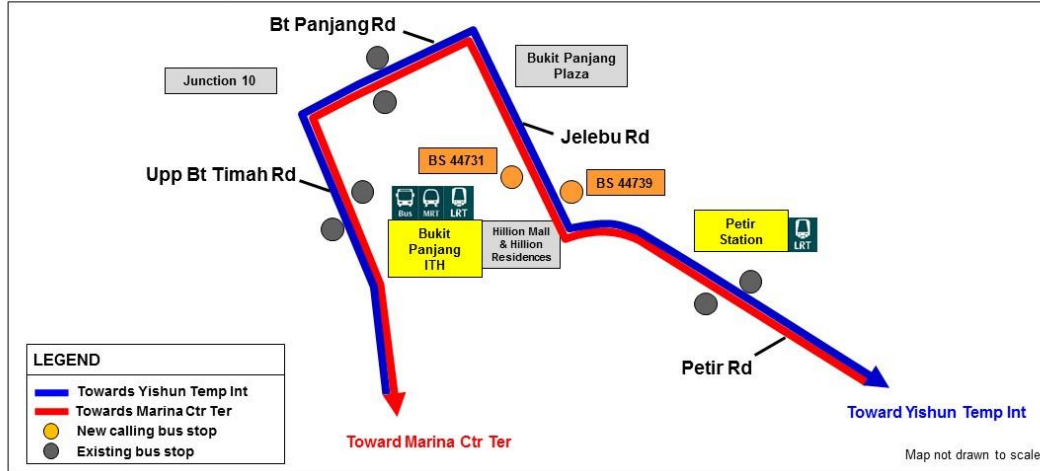 Bt Panjang Rd
Junction 10
Bukit Panjang
Plaza
Jelebu Rd
BS 44731
BS 44739
Upp Bt Timah Rd
Bus MRT LRT
Bukit
Panjang
ITH
Hillion Mall
& Hillion
Residences
Petir
Station
LRT
Petir Rd
LEGEND
Towards Yishun Temp Int
Towards Marina Ctr Ter
New calling bus stop
Existing bus stop
Toward Marina Ctr Ter
Toward Yishun Temp Int
Map not drawn to scale